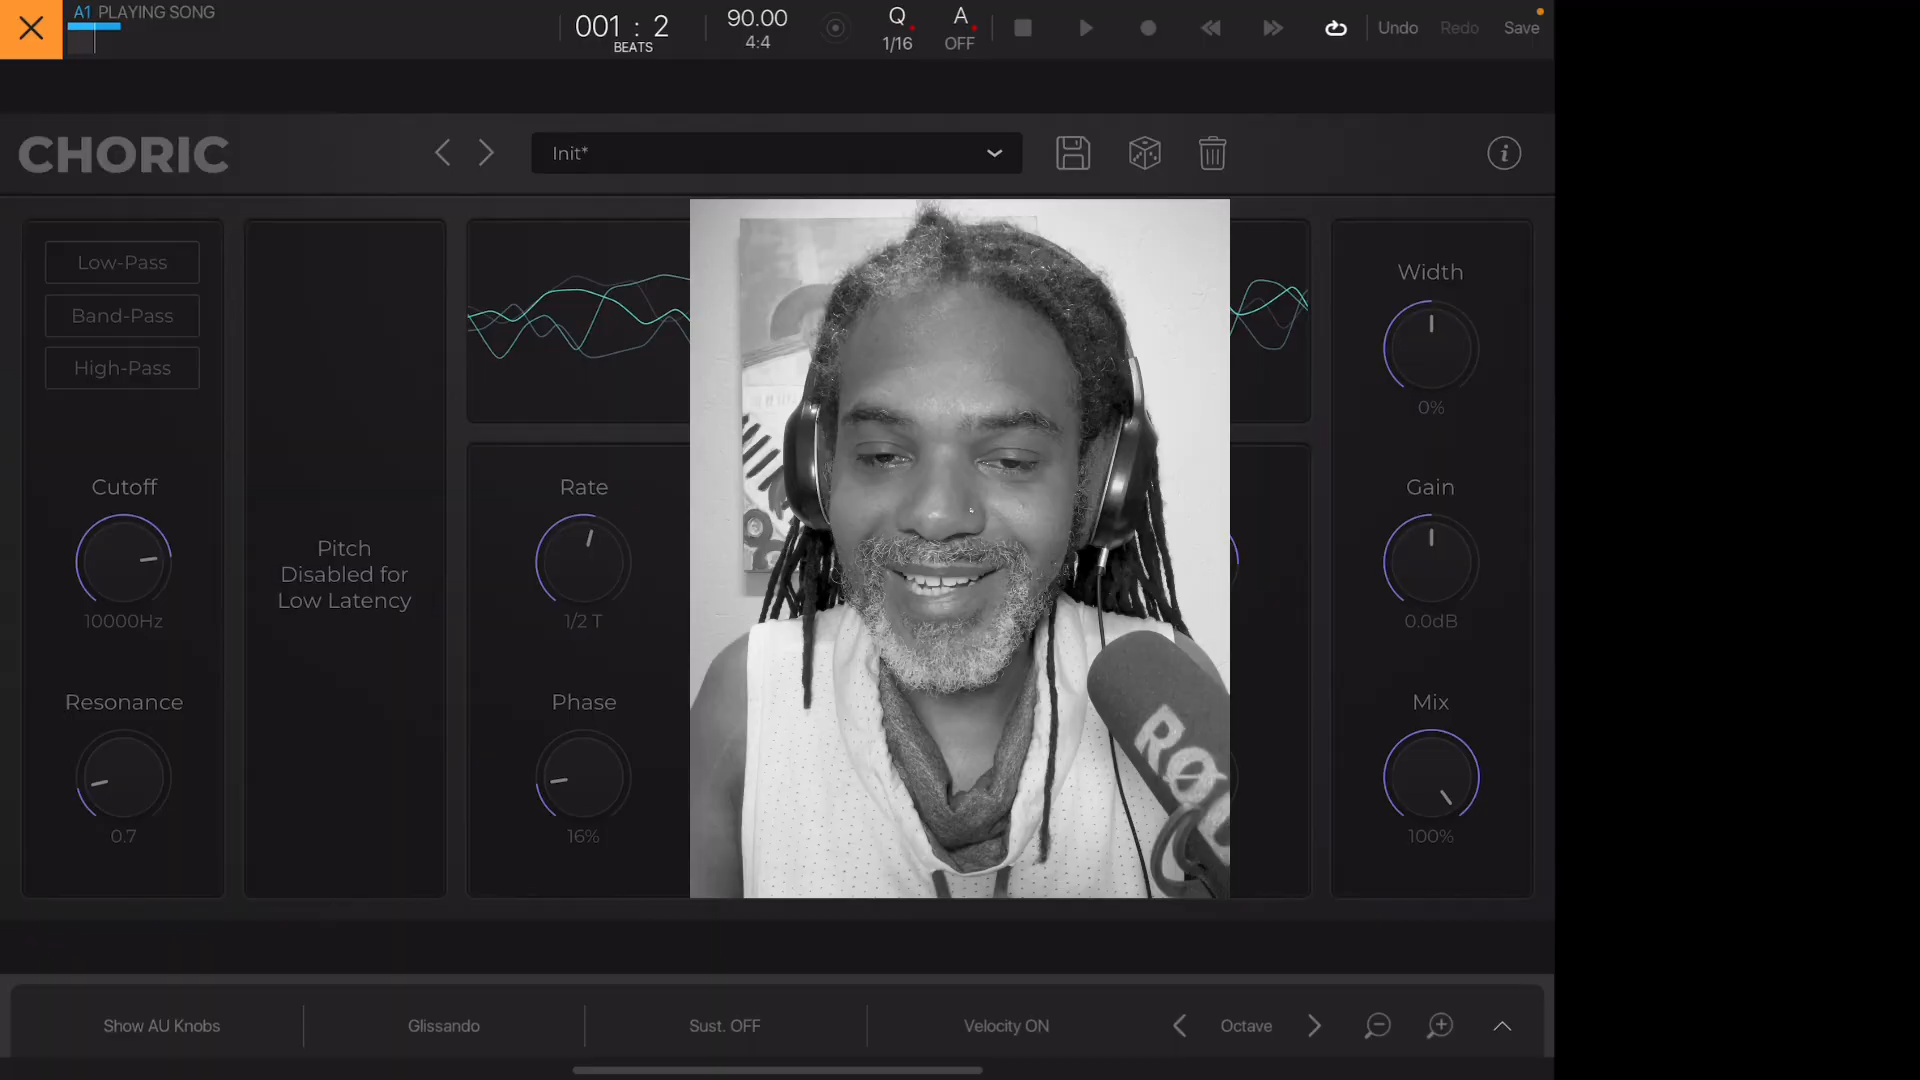 A1 PLAYING SONG
001 : 2
BEATS
90.00
4:4
Q
1/16
A
OFF
Undo
Redo
Save
CHORIC
Init*
Low-Pass
Band-Pass
High-Pass
Cutoff
10000Hz
Resonance
0.7
Pitch
Disabled for
Low Latency
Rate
1/2 T
Phase
16%
Width
0%
Gain
0.0dB
Mix
100%
Show AU Knobs
Glissando
Sust. OFF
Velocity ON
Octave